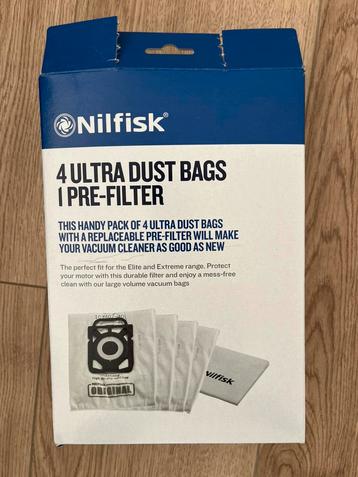 Nilfisk®
4 ULTRA DUST BAGS
1 PRE-FILTER
THIS HANDY PACK OF 4 ULTRA DUST BAGS
WITH A REPLACEABLE PRE-FILTER WILL MAKE
YOUR VACUUM CLEANER AS GOOD AS NEW
The perfect fit for the Elite and Extreme range. Protect
your motor with this durable filter and enjoy a mess-free
clean with our large volume vacuum bags
Nilfisk
ORIGINAL